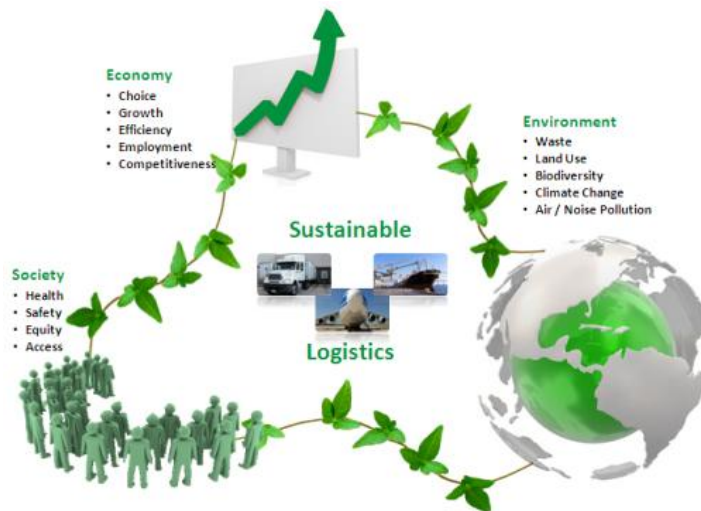 Economy
• Choice
• Growth
• Efficiency
• Employment
• Competitiveness
Environment
• Waste
• Land Use
• Biodiversity
• Climate Change
• Air / Noise Pollution
Sustainable
Logistics
Society
• Health
• Safety
• Equity
• Access